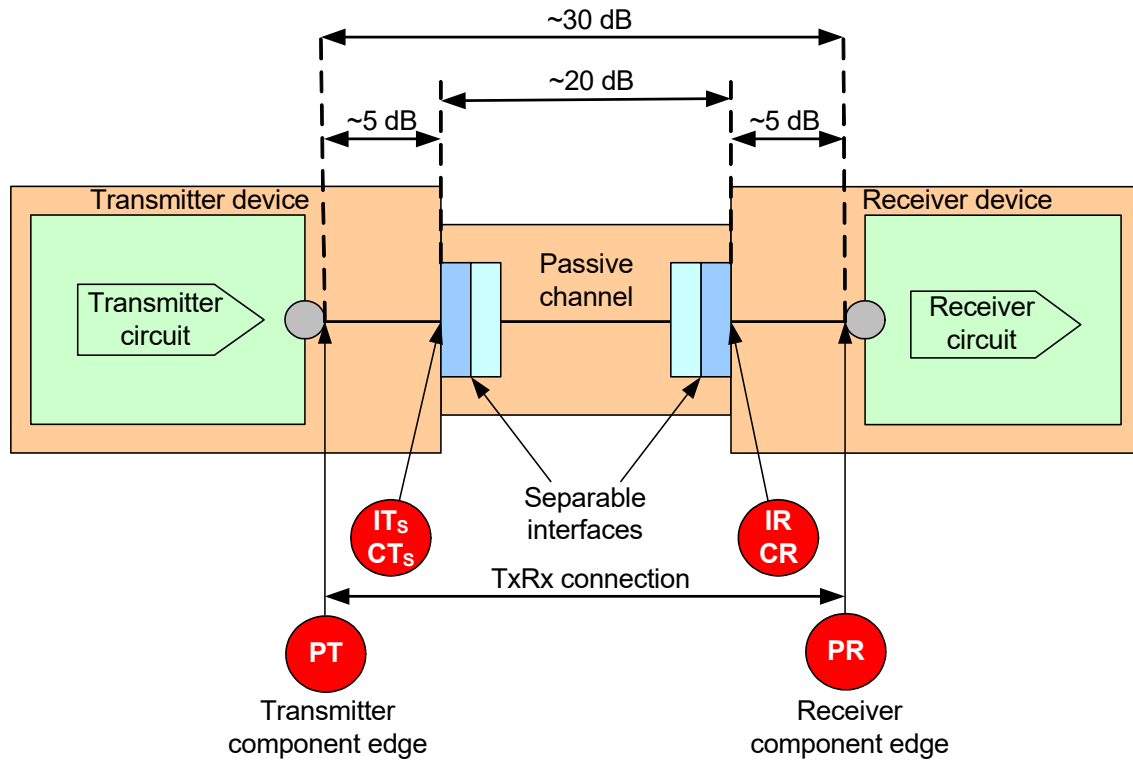 ~30 dB
~20 dB
~5 dB
~5 dB
Transmitter device
Receiver device
Passive
channel
Transmitter
circuit
Receiver
circuit
Separable
interfaces
ITS
CTS
IR
CR
TxRx connection
PT
PR
Transmitter
component edge
Receiver
component edge